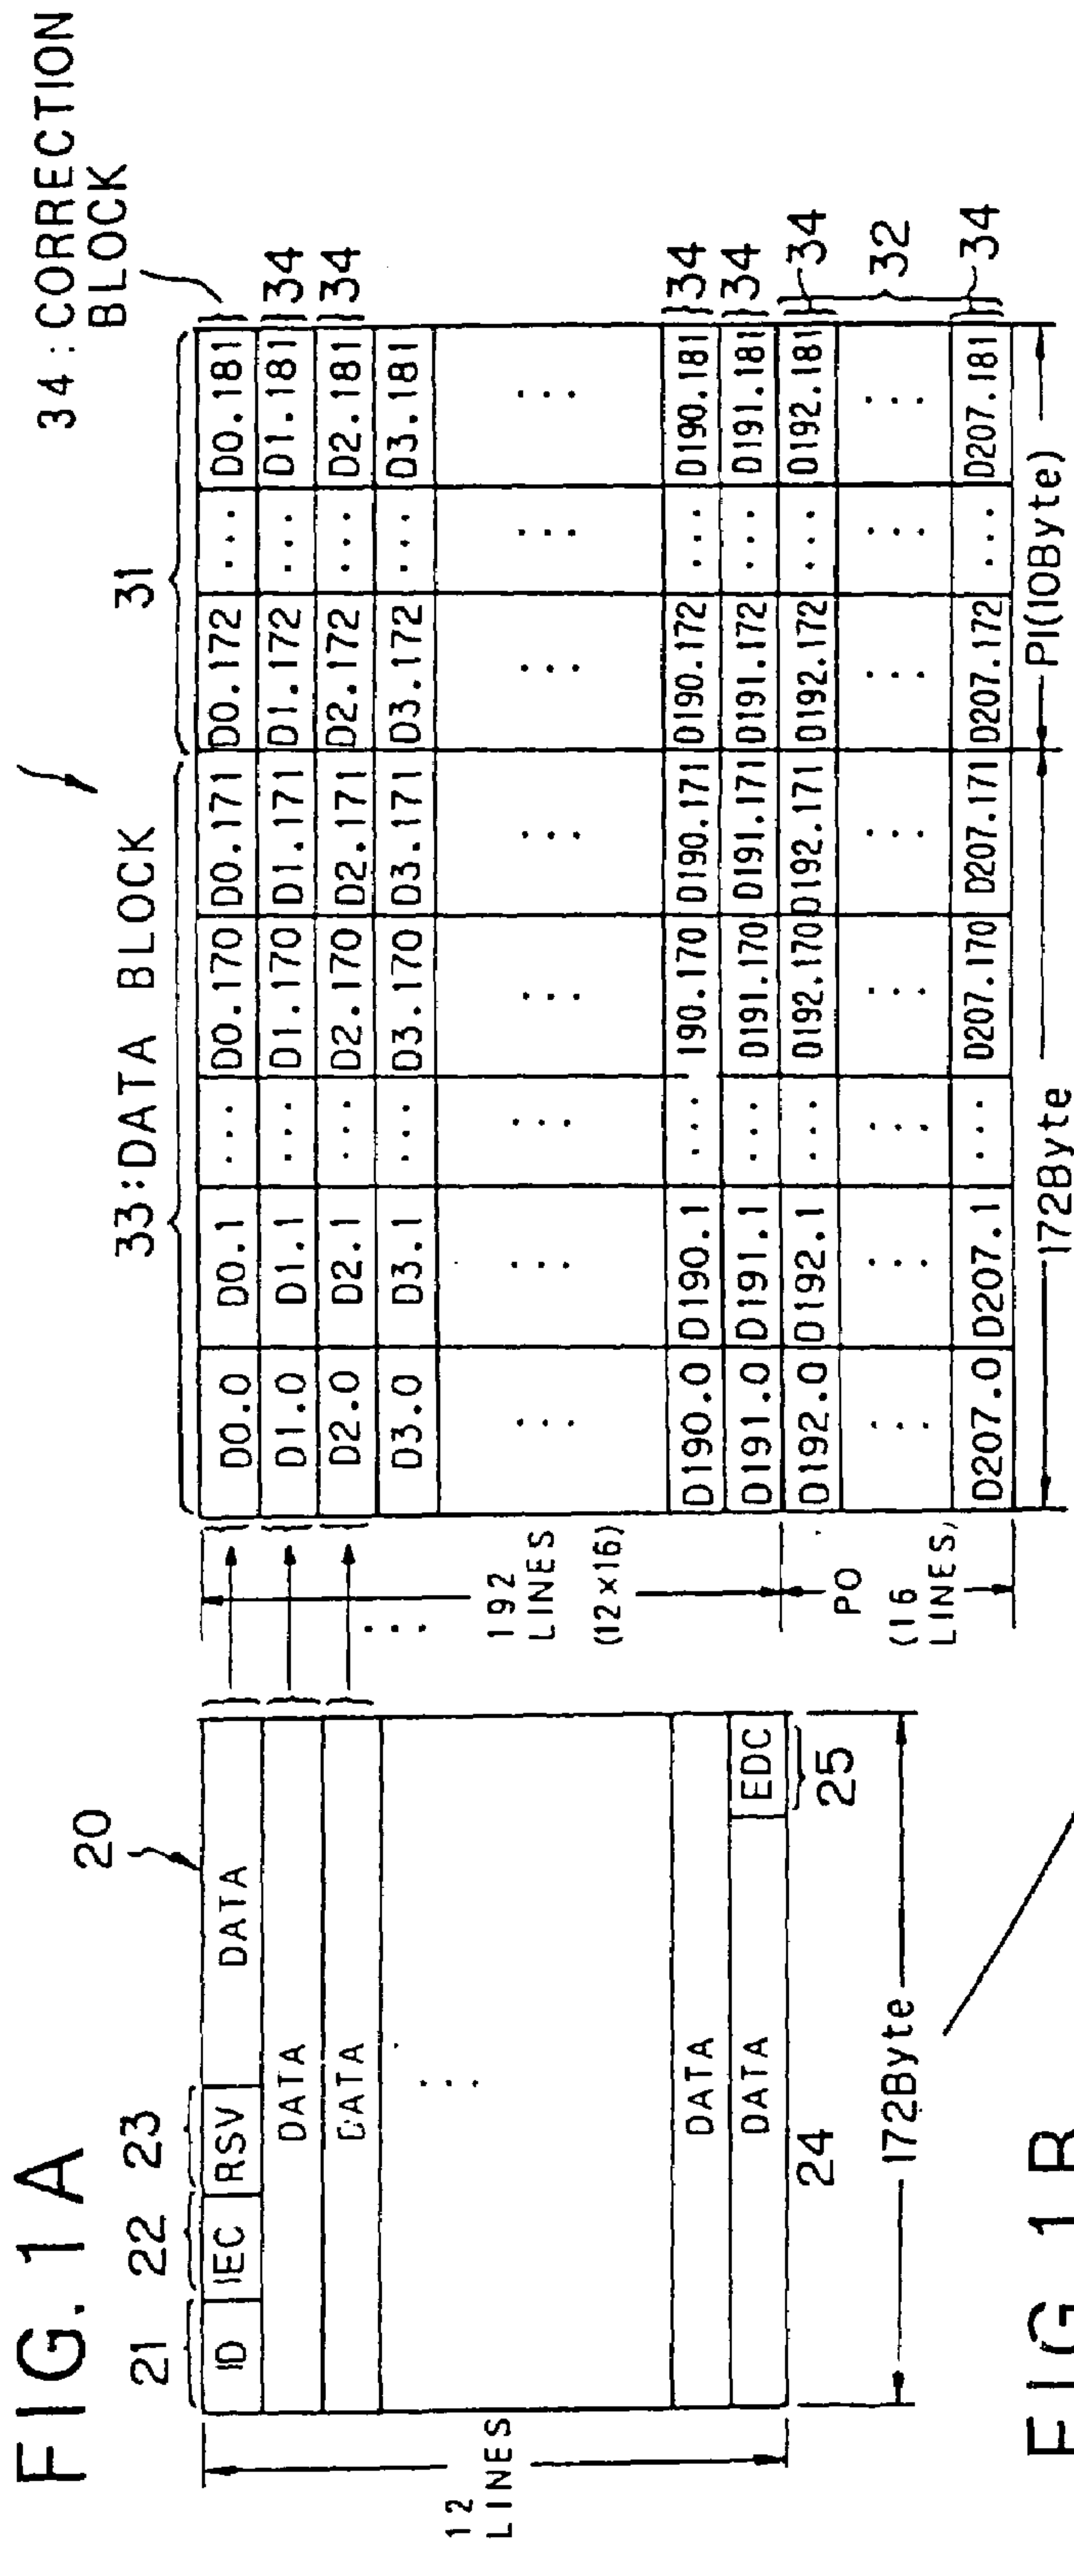 FIG. 1 A
20
21 22 23
ID IEC RSV DATA
DATA
DATA
...
DATA
DATA EDC
24 25
12
LINES
172Byte
33:DATA BLOCK
31
34:CORRECTION
BLOCK
D0.0 D0.1 ... D0.170 D0.171 D0.172 ... D0.181
D1.0 D1.1 ... D1.170 D1.171 D1.172 ... D1.181 34
D2.0 D2.1 ... D2.170 D2.171 D2.172 ... D2.181 34
D3.0 D3.1 ... D3.170 D3.171 D3.172 ... D3.181
... ... ... ... ... ... ... ...
D190.0 D190.1 ... 190.170 D190.171 D190.172 ... D190.181 34
D191.0 D191.1 ... D191.170 D191.171 D191.172 ... D191.181 34
D192.0 D192.1 ... D192.170 D192.171 D192.172 ... D192.181 34
... ... ... ... ... ... ... ... 32
D207.0 D207.1 ... D207.170 D207.171 D207.172 ... D207.181 34
...
192
LINES
(12×16)
PO
(16
LINES)
172Byte PI(10Byte)
FIG. 1 B